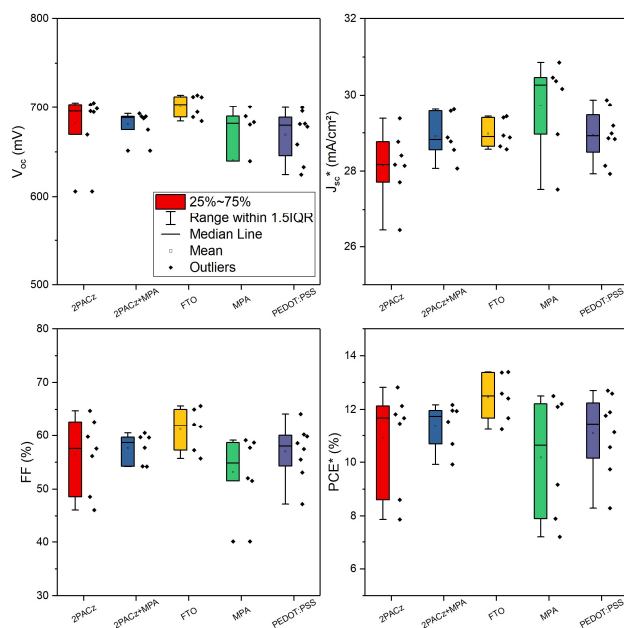 800
700
600
500
V_oc (mV)
25%~75%
Range within 1.5IQR
Median Line
Mean
Outliers
2PACz
2PACz+MPA
FTO
MPA
PEDOT:PSS
32
30
28
26
J_sc* (mA/cm²)
2PACz
2PACz+MPA
FTO
MPA
PEDOT:PSS
80
70
60
50
40
30
FF (%)
2PACz
2PACz+MPA
FTO
MPA
PEDOT:PSS
14
12
10
8
6
PCE* (%)
2PACz
2PACz+MPA
FTO
MPA
PEDOT:PSS